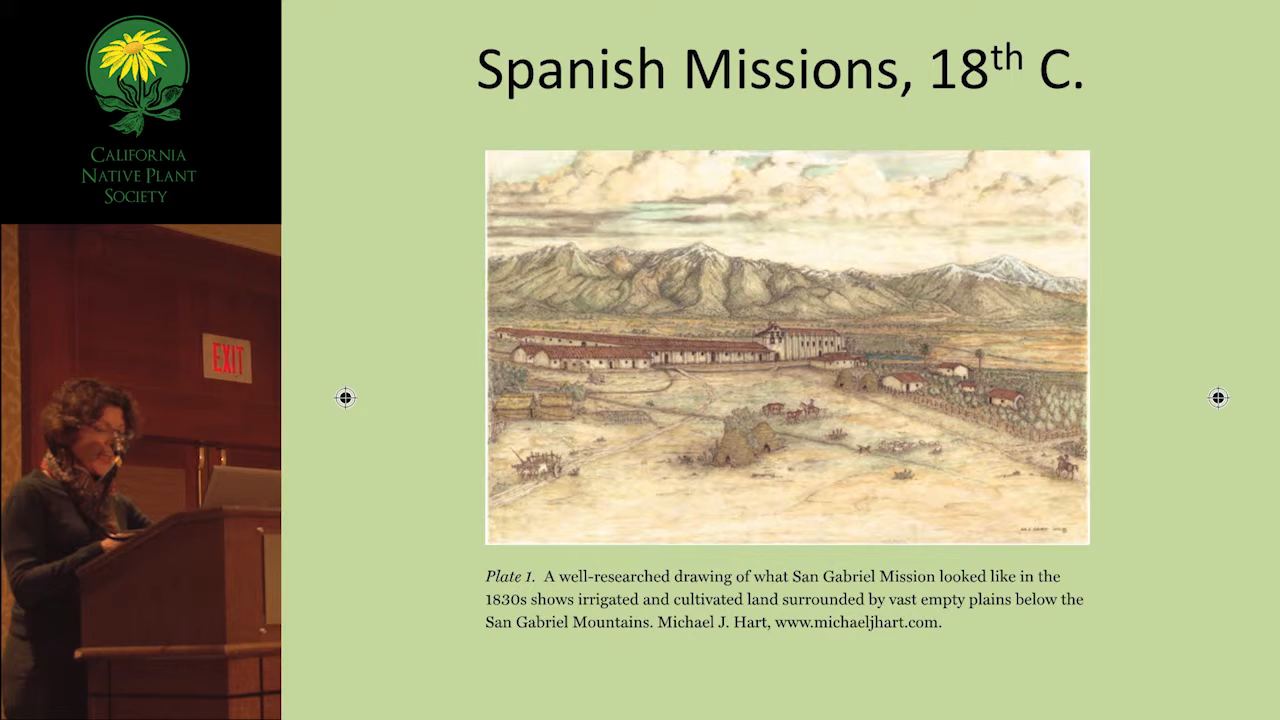 CALIFORNIA
NATIVE PLANT
SOCIETY
Spanish Missions, 18th C.
EXIT
Plate 1. A well-researched drawing of what San Gabriel Mission looked like in the
1830s shows irrigated and cultivated land surrounded by vast empty plains below the
San Gabriel Mountains. Michael J. Hart, www.michaeljhart.com.